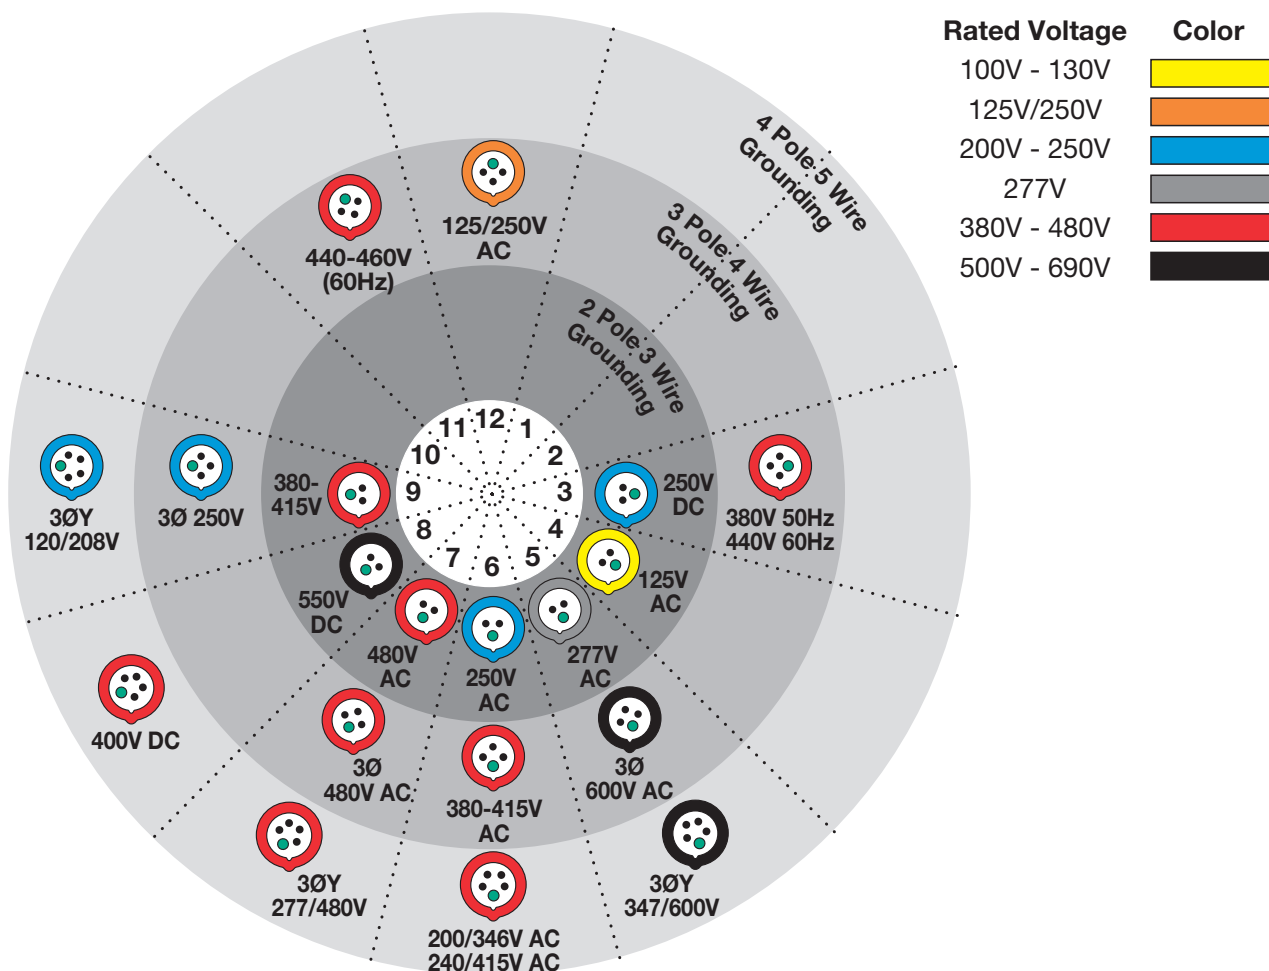 Rated Voltage Color
100V - 130V
125V/250V
200V - 250V
277V
380V - 480V
500V - 690V
4 Pole 5 Wire
Grounding
3 Pole 4 Wire
Grounding
2 Pole 3 Wire
Grounding
125/250V
AC
440-460V
(60Hz)
12
1
2
3
4
5
6
7
8
9
10
11
380-
415V
250V
DC
380V 50Hz
440V 60Hz
3ØY
120/208V
3Ø 250V
125V
AC
550V
DC
480V
AC
250V
AC
277V
AC
400V DC
3Ø
480V AC
380-415V
AC
3Ø
600V AC
3ØY
277/480V
200/346V AC
240/415V AC
3ØY
347/600V